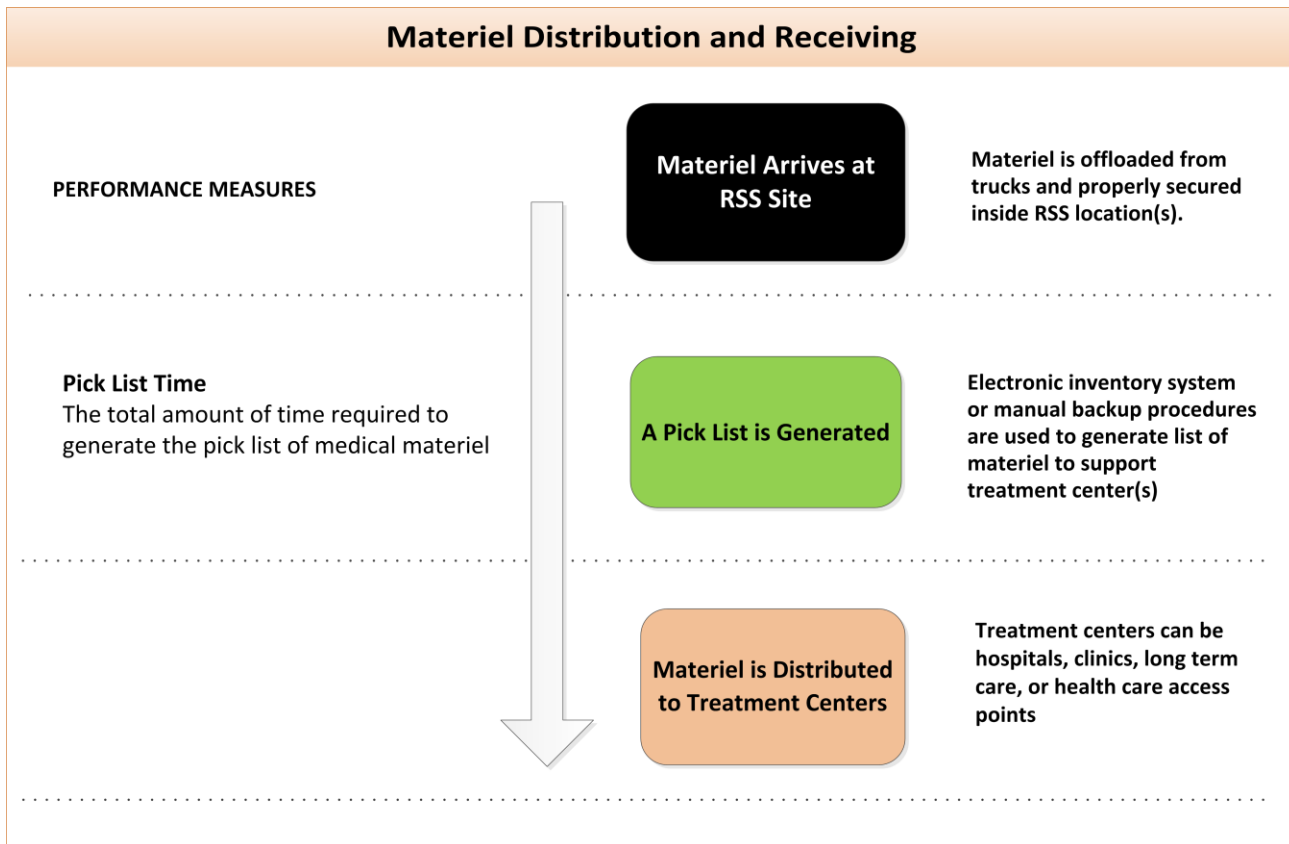 Materiel Distribution and Receiving
PERFORMANCE MEASURES
Materiel Arrives at
RSS Site
Materiel is offloaded from
trucks and properly secured
inside RSS location(s).
Pick List Time
The total amount of time required to
generate the pick list of medical materiel
A Pick List is Generated
Electronic inventory system
or manual backup procedures
are used to generate list of
materiel to support
treatment center(s)
Materiel is Distributed
to Treatment Centers
Treatment centers can be
hospitals, clinics, long term
care, or health care access
points